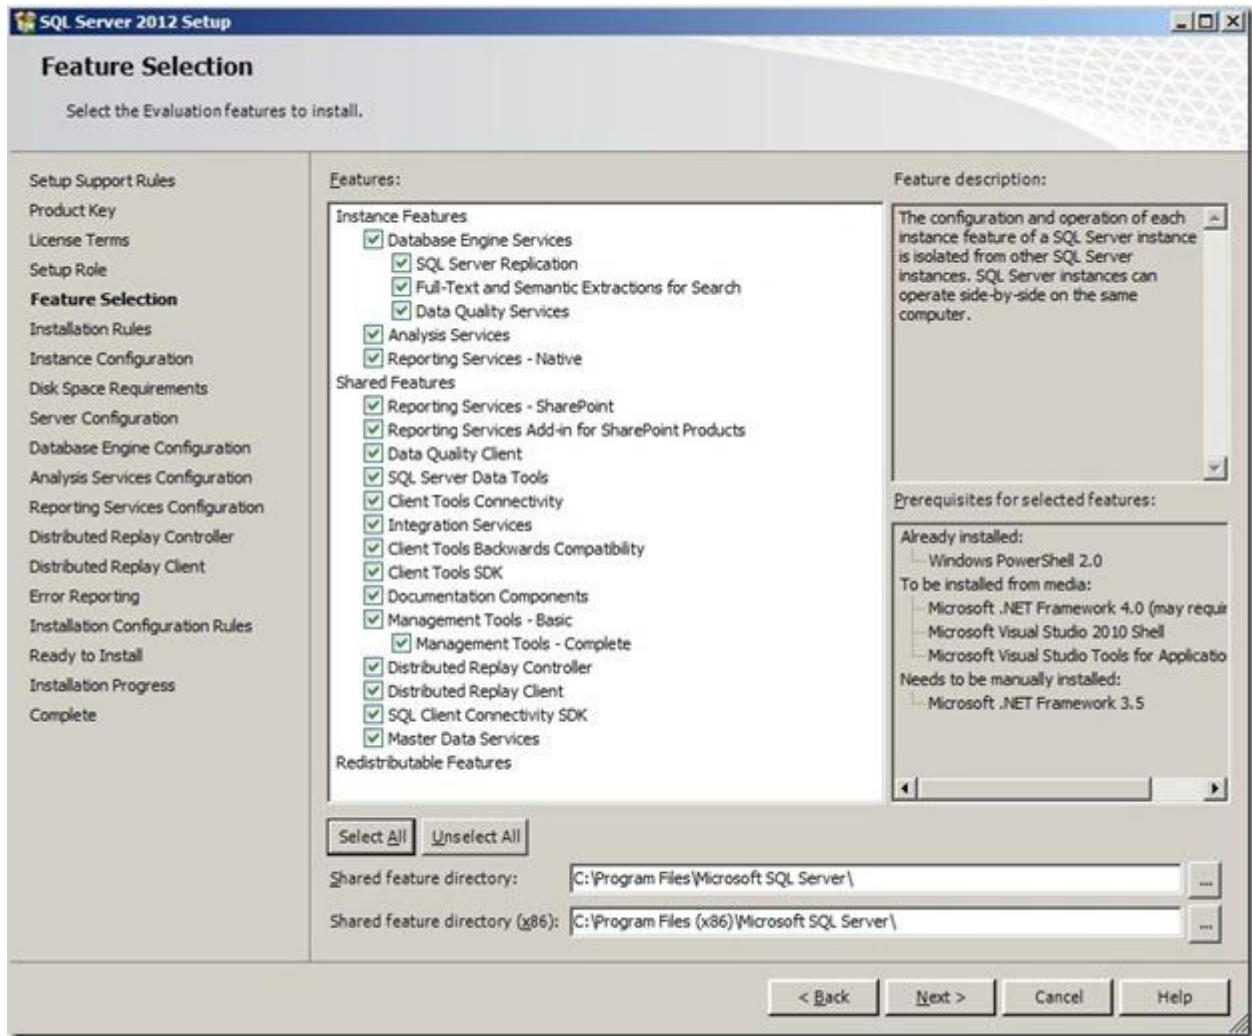 SQL Server 2012 Setup
Feature Selection
Select the Evaluation features to install.
Setup Support Rules
Product Key
License Terms
Setup Role
Feature Selection
Installation Rules
Instance Configuration
Disk Space Requirements
Server Configuration
Database Engine Configuration
Analysis Services Configuration
Reporting Services Configuration
Distributed Replay Controller
Distributed Replay Client
Error Reporting
Installation Configuration Rules
Ready to Install
Installation Progress
Complete
Features:
Instance Features
Database Engine Services
SQL Server Replication
Full-Text and Semantic Extractions for Search
Data Quality Services
Analysis Services
Reporting Services - Native
Shared Features
Reporting Services - SharePoint
Reporting Services Add-in for SharePoint Products
Data Quality Client
SQL Server Data Tools
Client Tools Connectivity
Integration Services
Client Tools Backwards Compatibility
Client Tools SDK
Documentation Components
Management Tools - Basic
Management Tools - Complete
Distributed Replay Controller
Distributed Replay Client
SQL Client Connectivity SDK
Master Data Services
Redistributable Features
Feature description:
The configuration and operation of each
instance feature of a SQL Server instance
is isolated from other SQL Server
instances. SQL Server instances can
operate side-by-side on the same
computer.
Prerequisites for selected features:
Already installed:
Windows PowerShell 2.0
To be installed from media:
Microsoft .NET Framework 4.0 (may requir
Microsoft Visual Studio 2010 Shell
Microsoft Visual Studio Tools for Applicatio
Needs to be manually installed:
Microsoft .NET Framework 3.5
Select All Unselect All
Shared feature directory: C:\Program Files\Microsoft SQL Server\ ...
Shared feature directory (x86): C:\Program Files (x86)\Microsoft SQL Server\ ...
< Back Next > Cancel Help